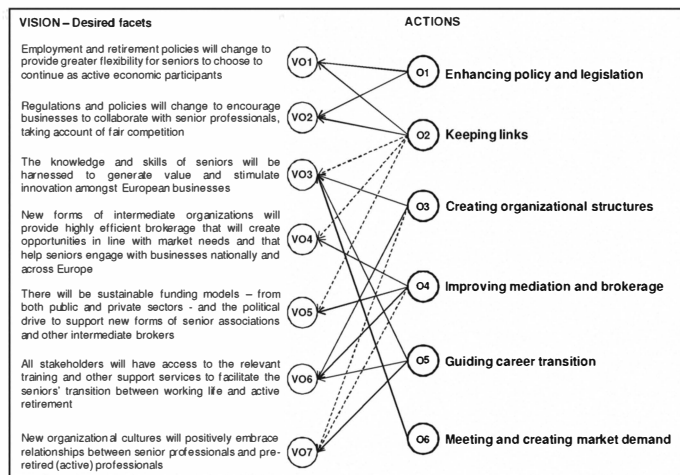 VISION – Desired facets
ACTIONS
Employment and retirement policies will change to
provide greater flexibility for seniors to choose to
continue as active economic participants
VO1
O1
Enhancing policy and legislation
Regulations and policies will change to encourage
businesses to collaborate with senior professionals,
taking account of fair competition
VO2
O2
Keeping links
The knowledge and skills of seniors will be
harnessed to generate value and stimulate
innovation amongst European businesses
VO3
O3
Creating organizational structures
New forms of intermediate organizations will
provide highly efficient brokerage that will create
opportunities in line with market needs and that
help seniors engage with businesses nationally and
across Europe
VO4
O4
Improving mediation and brokerage
There will be sustainable funding models – from
both public and private sectors - and the political
drive to support new forms of senior associations
and other intermediate brokers
VO5
O5
Guiding career transition
All stakeholders will have access to the relevant
training and other support services to facilitate the
seniors' transition between working life and active
retirement
VO6
O6
Meeting and creating market demand
New organizational cultures will positively embrace
relationships between senior professionals and pre-
retired (active) professionals
VO7